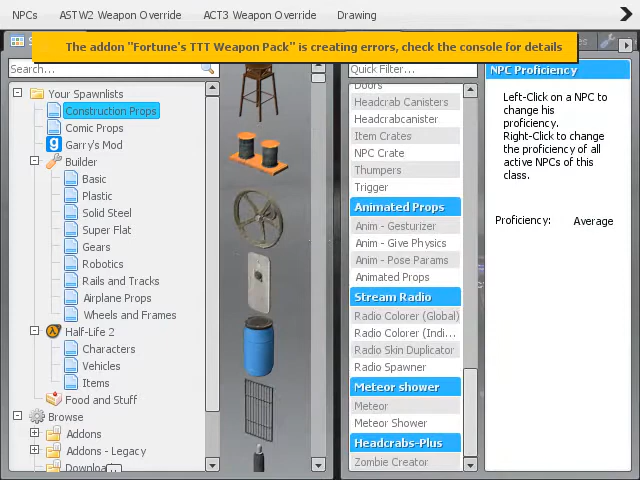 NPCs ASTW2 Weapon Override ACT3 Weapon Override Drawing
The addon "Fortune's TTT Weapon Pack" is creating errors, check the console for details
Search...
Your Spawnlists
Construction Props
Comic Props
Garry's Mod
Builder
Basic
Plastic
Solid Steel
Super Flat
Gears
Robotics
Rails and Tracks
Airplane Props
Wheels and Frames
Half-Life 2
Characters
Vehicles
Items
Food and Stuff
Browse
Addons
Addons - Legacy
Quick Filter...
Doors
Headcrab Canisters
Headcrabcanister
Item Crates
NPC Crate
Thumpers
Trigger
Animated Props
Anim - Gesturizer
Anim - Give Physics
Anim - Pose Params
Animated Props
Stream Radio
Radio Colorer (Global)
Radio Colorer (Indi...
Radio Skin Duplicator
Radio Spawner
Meteor shower
Meteor
Meteor Shower
Headcrabs-Plus
Zombie Creator
NPC Proficiency
Left-Click on a NPC to
change his
proficiency.
Right-Click to change
the proficiency of all
active NPCs of this
class.
Proficiency: Average